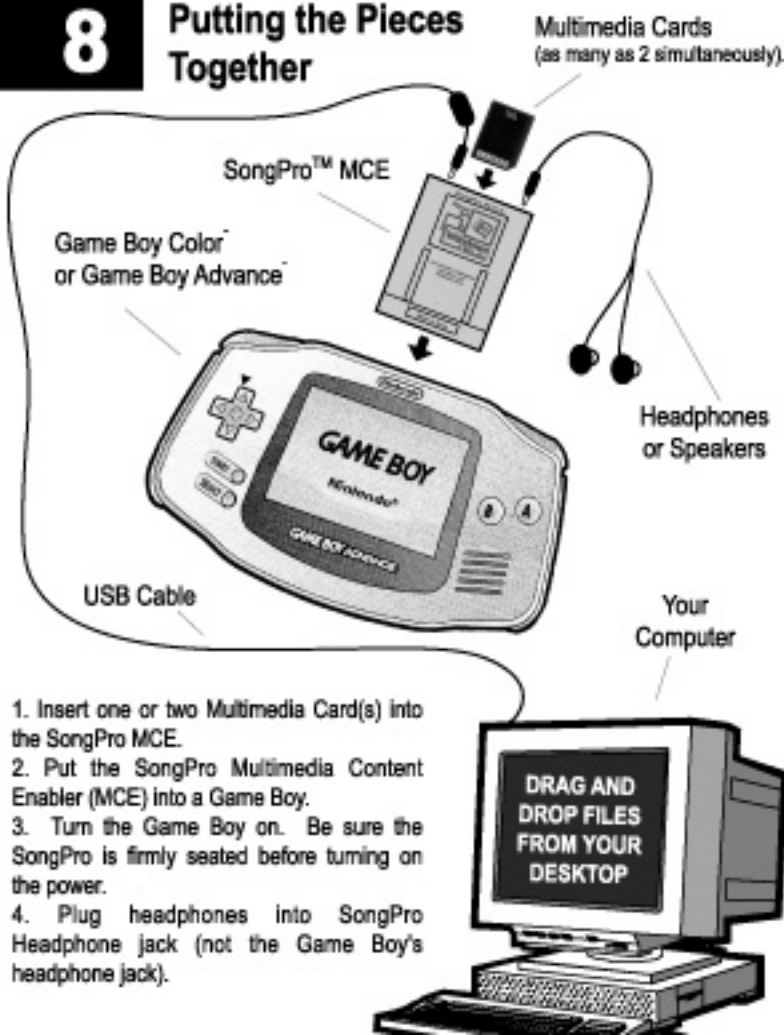 8
Putting the Pieces
Together
Multimedia Cards
(as many as 2 simultaneously).
SongPro™ MCE
Game Boy Color
or Game Boy Advance
Nintendo
GAME BOY
Nintendo®
START
SELECT
B A
GAME BOY ADVANCE
Headphones
or Speakers
USB Cable
Your
Computer
1. Insert one or two Multimedia Card(s) into
the SongPro MCE.
2. Put the SongPro Multimedia Content
Enabler (MCE) into a Game Boy.
3. Turn the Game Boy on. Be sure the
SongPro is firmly seated before turning on
the power.
4. Plug headphones into SongPro
Headphone jack (not the Game Boy's
headphone jack).
DRAG AND
DROP FILES
FROM YOUR
DESKTOP